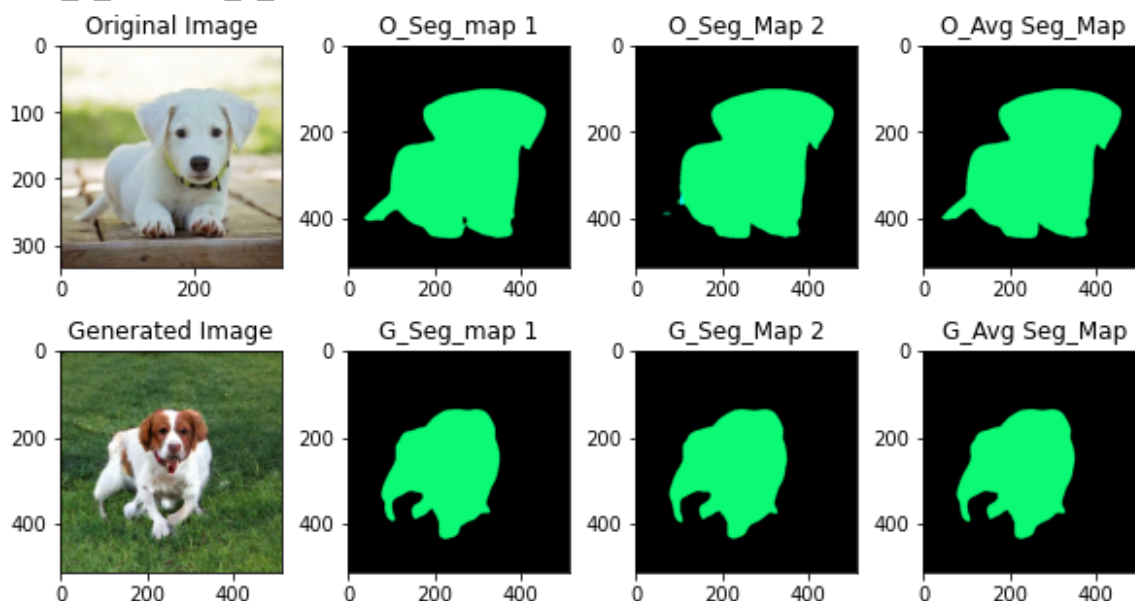 Original Image O_Seg_map 1 O_Seg_Map 2 O_Avg Seg_Map
0 0 0 0
100
200 200 200 200
300 400 400 400
0 200 0 200 400 0 200 400 0 200 400
Generated Image G_Seg_map 1 G_Seg_Map 2 G_Avg Seg_Map
0 0 0 0
200 200 200 200
400 400 400 400
0 200 400 0 200 400 0 200 400 0 200 400